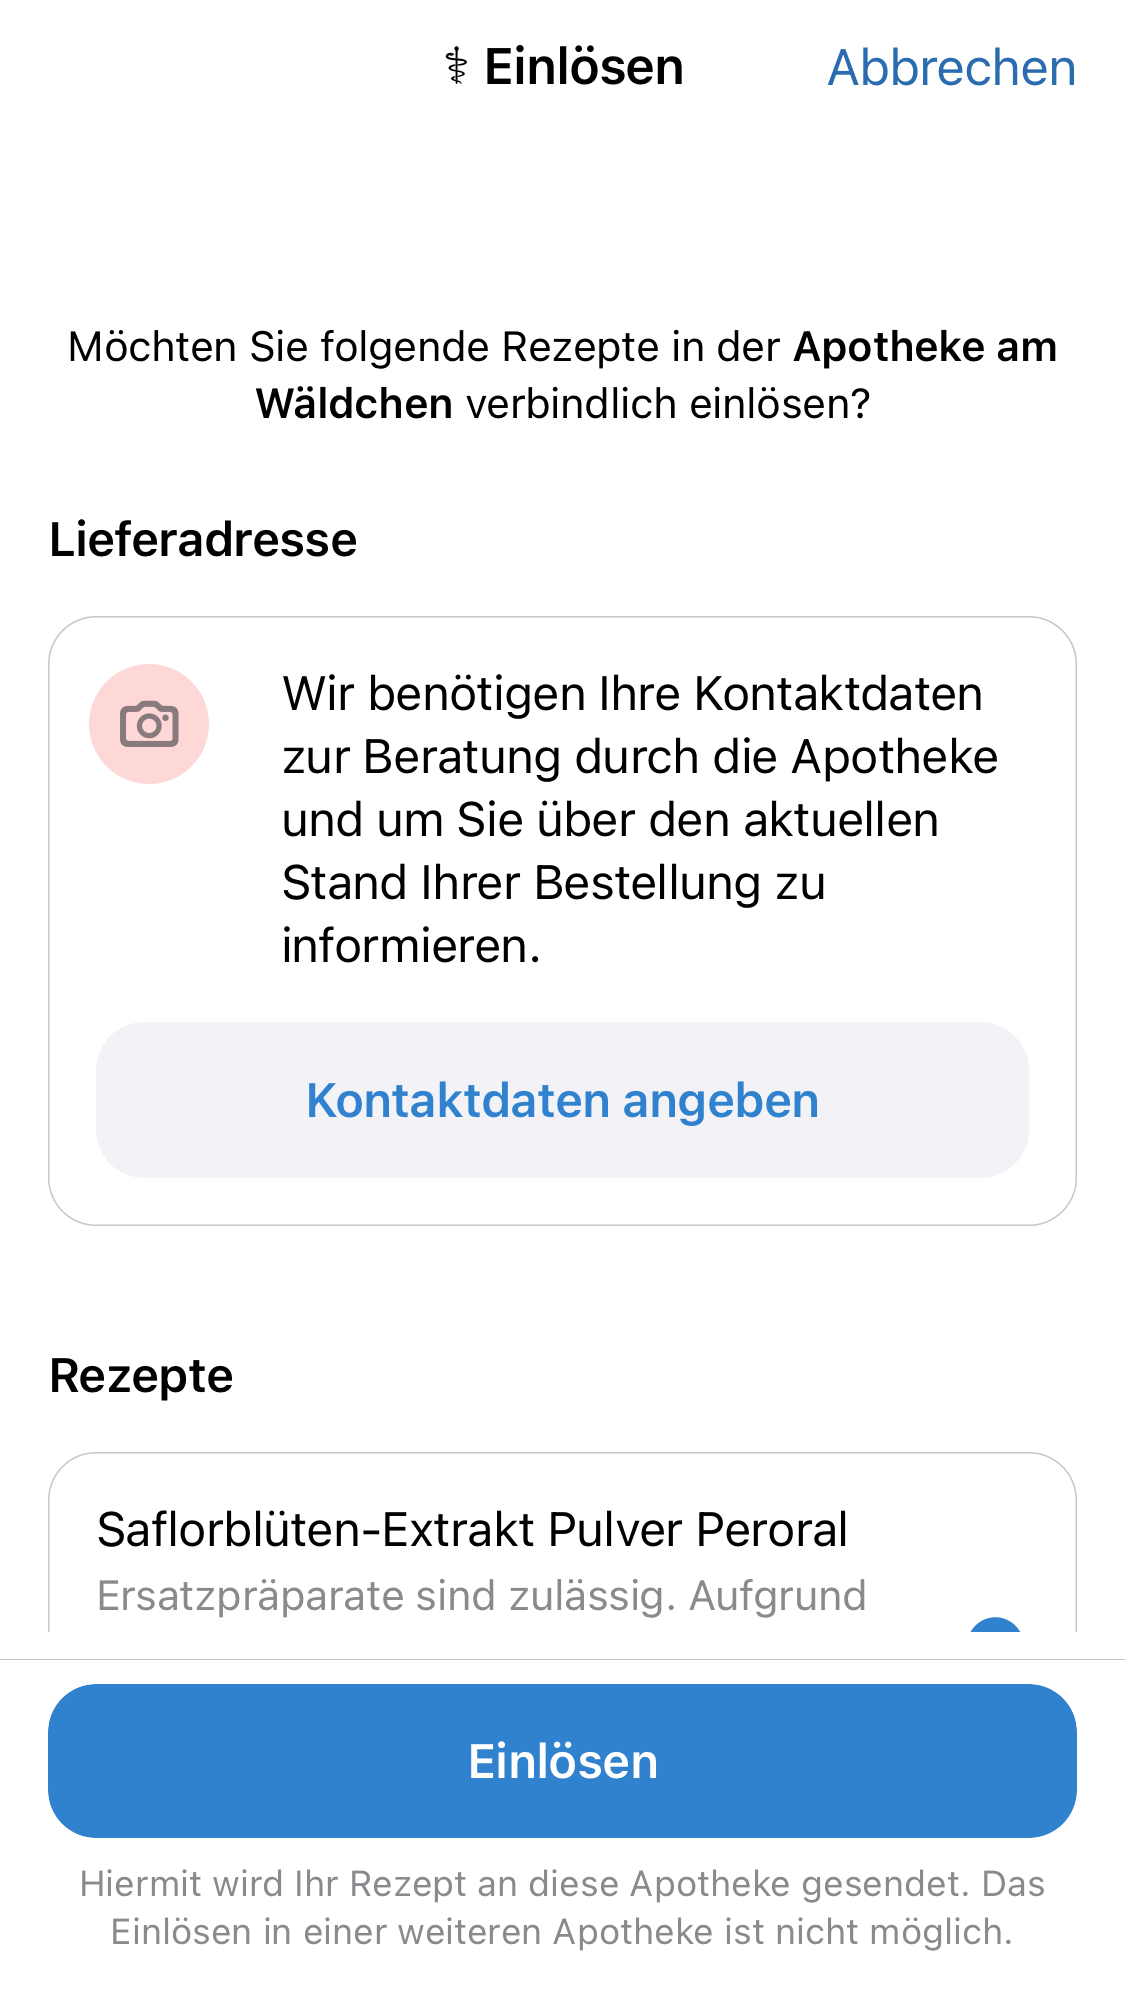 ⚕ Einlösen
Abbrechen
Möchten Sie folgende Rezepte in der Apotheke am
Wäldchen verbindlich einlösen?
Lieferadresse
Wir benötigen Ihre Kontaktdaten
zur Beratung durch die Apotheke
und um Sie über den aktuellen
Stand Ihrer Bestellung zu
informieren.
Kontaktdaten angeben
Rezepte
Saflorblüten-Extrakt Pulver Peroral
Ersatzpräparate sind zulässig. Aufgrund
Einlösen
Hiermit wird Ihr Rezept an diese Apotheke gesendet. Das
Einlösen in einer weiteren Apotheke ist nicht möglich.